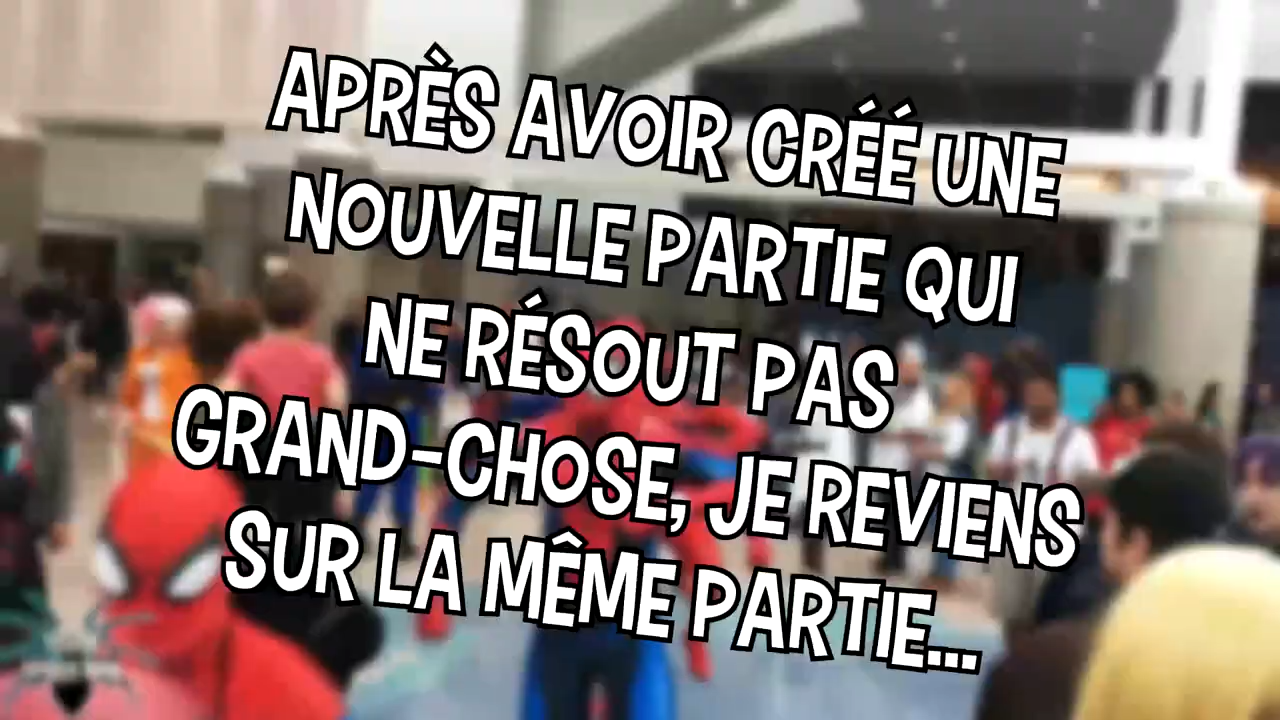 APRÈS AVOIR CRÉÉ UNE
NOUVELLE PARTIE QUI
NE RÉSOUT PAS
GRAND-CHOSE, JE REVIENS
SUR LA MÊME PARTIE...